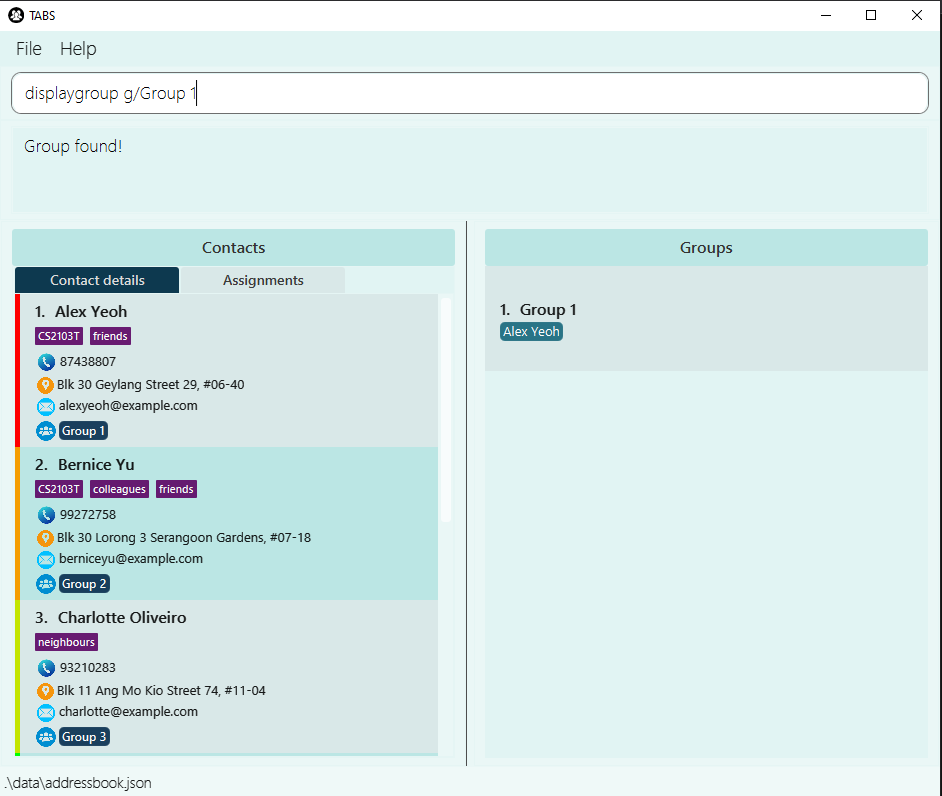 TABS
File Help
displaygroup g/Group 1
Group found!
Contacts
Contact details Assignments
1. Alex Yeoh
CS2103T friends
87438807
Blk 30 Geylang Street 29, #06-40
alexyeoh@example.com
Group 1
2. Bernice Yu
CS2103T colleagues friends
99272758
Blk 30 Lorong 3 Serangoon Gardens, #07-18
berniceyu@example.com
Group 2
3. Charlotte Oliveiro
neighbours
93210283
Blk 11 Ang Mo Kio Street 74, #11-04
charlotte@example.com
Group 3
Groups
1. Group 1
Alex Yeoh
.\data\addressbook.json